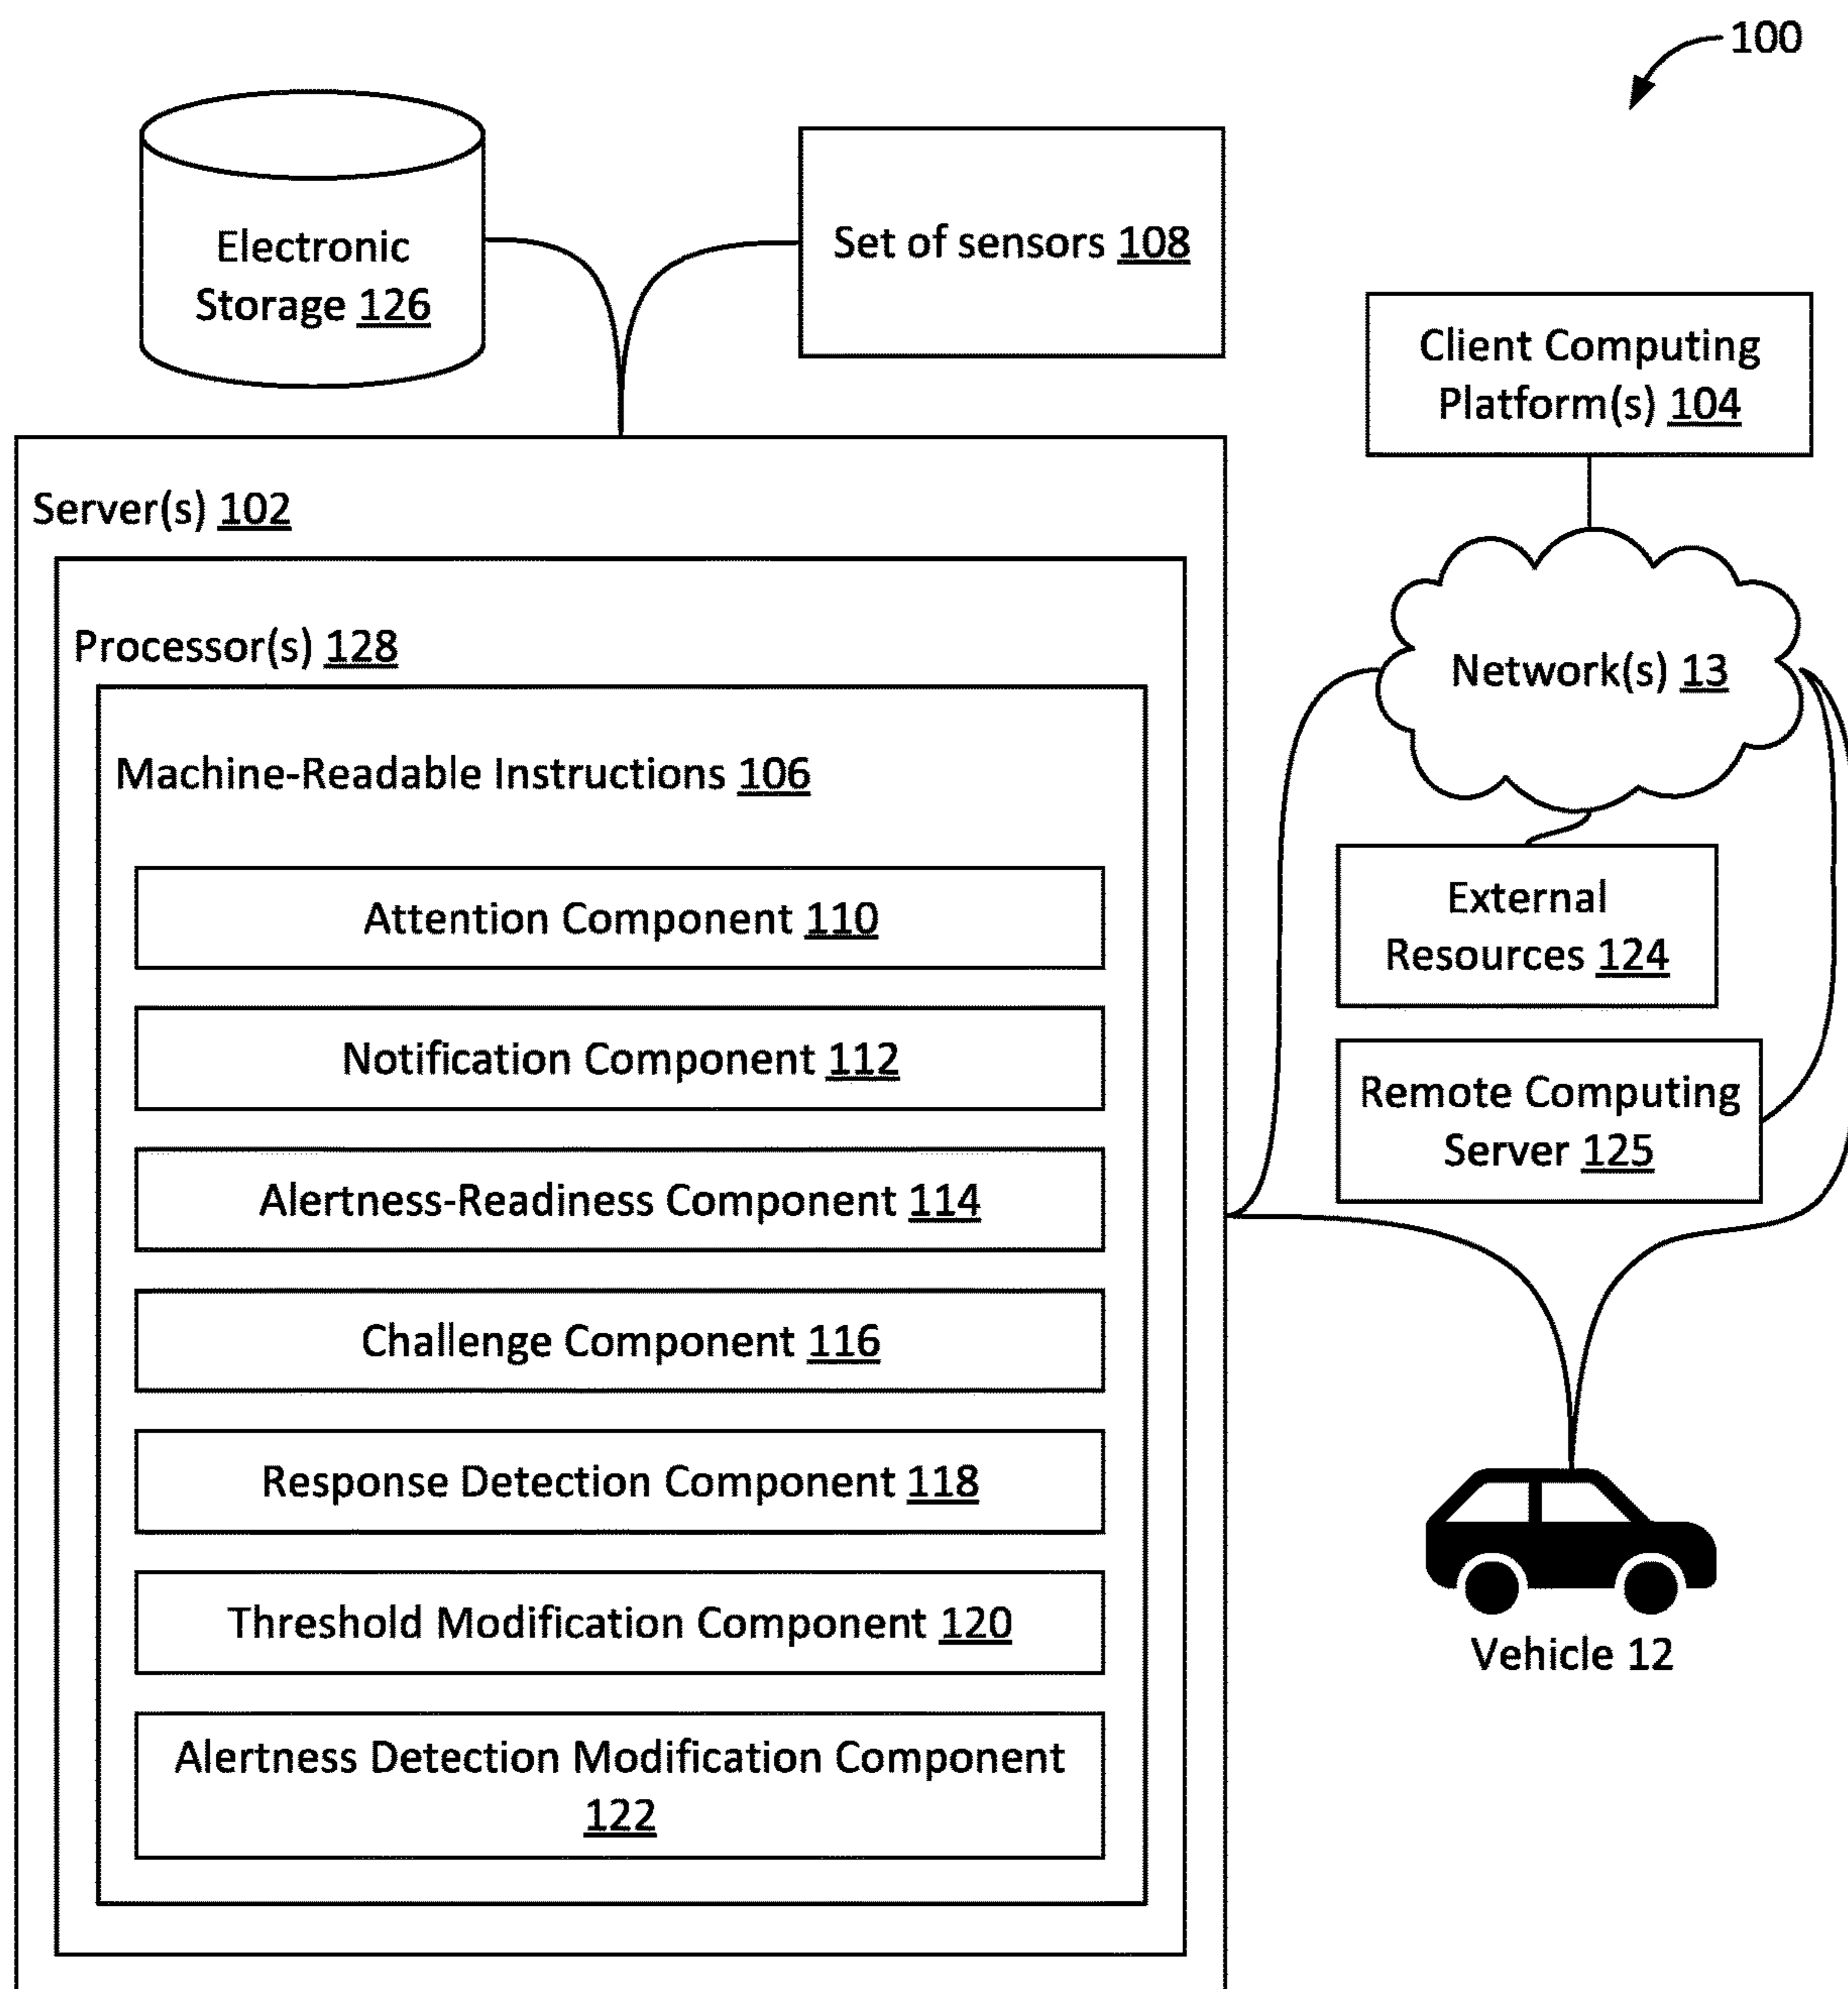 100
Electronic
Storage 126
Set of sensors 108
Client Computing
Platform(s) 104
Server(s) 102
Processor(s) 128
Network(s) 13
Machine-Readable Instructions 106
Attention Component 110
External
Resources 124
Notification Component 112
Remote Computing
Server 125
Alertness-Readiness Component 114
Challenge Component 116
Response Detection Component 118
Threshold Modification Component 120
Vehicle 12
Alertness Detection Modification Component
122